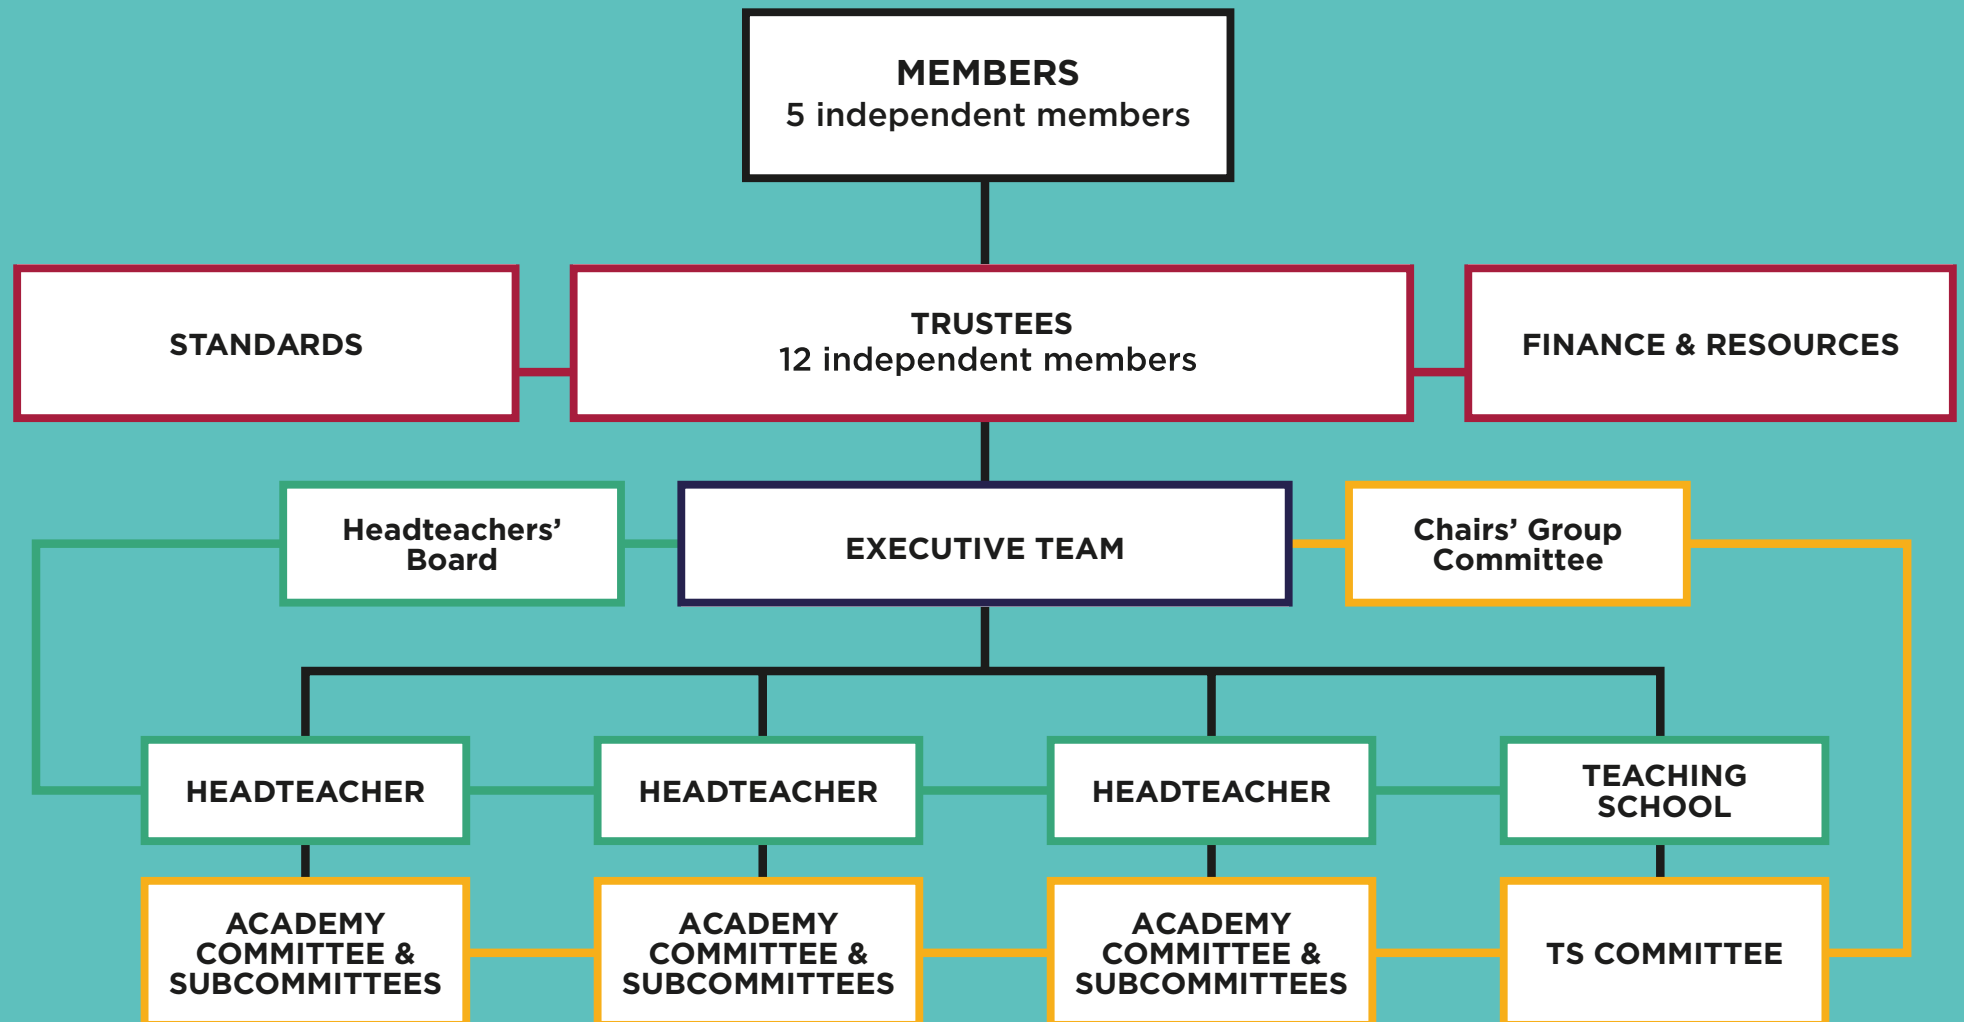 MEMBERS
5 independent members
STANDARDS
TRUSTEES
12 independent members
FINANCE & RESOURCES
Headteachers’
Board
EXECUTIVE TEAM
Chairs’ Group
Committee
HEADTEACHER
HEADTEACHER
HEADTEACHER
TEACHING
SCHOOL
ACADEMY
COMMITTEE &
SUBCOMMITTEES
ACADEMY
COMMITTEE &
SUBCOMMITTEES
ACADEMY
COMMITTEE &
SUBCOMMITTEES
TS COMMITTEE